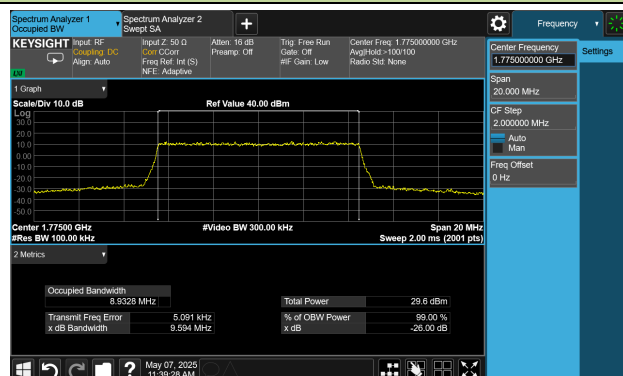 Spectrum Analyzer 1
Occupied BW
Spectrum Analyzer 2
Swept SA
+
Frequency
KEYSIGHT
Input: RF
Coupling: DC
Align: Auto
Input Z: 50 Ω
Corr CCorr
Freq Ref: Int (S)
NFE: Adaptive
Atten: 16 dB
Preamp: Off
Trig: Free Run
Gate: Off
#IF Gain: Low
Center Freq: 1.775000000 GHz
Avg|Hold:>100/100
Radio Std: None
LXI
Center Frequency
1.775000000 GHz
Settings
Span
20.000 MHz
CF Step
2.000000 MHz
Auto
Man
Freq Offset
0 Hz
1 Graph
Scale/Div 10.0 dB
Ref Value 40.00 dBm
Log
30.0
20.0
10.0
0.00
-10.0
-20.0
-30.0
-40.0
-50.0
Center 1.77500 GHz
#Video BW 300.00 kHz
Span 20 MHz
#Res BW 100.00 kHz
Sweep 2.00 ms (2001 pts)
2 Metrics
Occupied Bandwidth
8.9328 MHz
Total Power 29.6 dBm
Transmit Freq Error 5.091 kHz
% of OBW Power 99.00 %
x dB Bandwidth 9.594 MHz
x dB -26.00 dB
?
May 07, 2025
11:39:28 AM